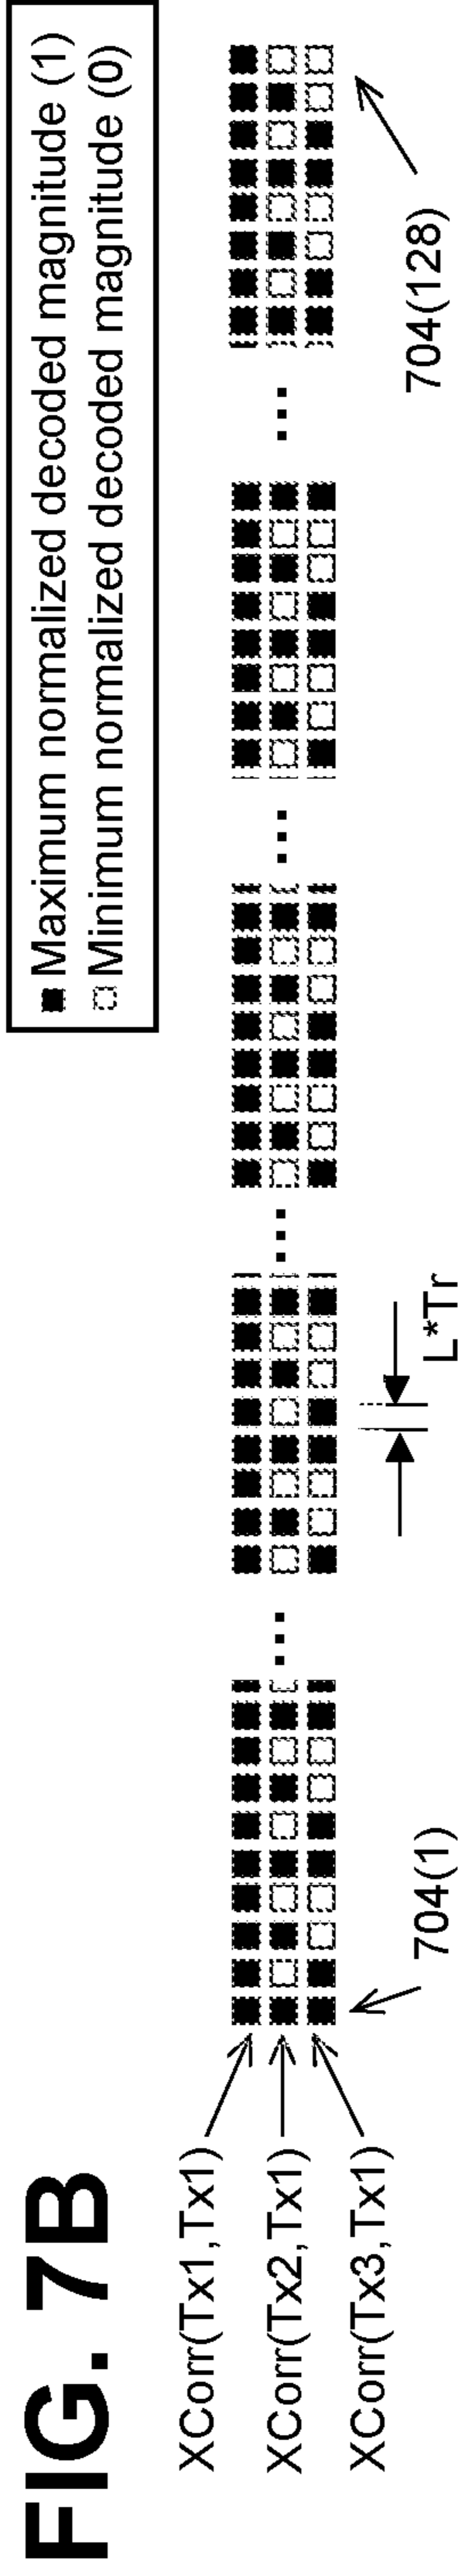 FIG. 7B
Maximum normalized decoded magnitude (1)
Minimum normalized decoded magnitude (0)
XCorr(Tx1,Tx1)
XCorr(Tx2,Tx1)
XCorr(Tx3,Tx1)
... ... ... ...
704(1)
L*Tr
704(128)